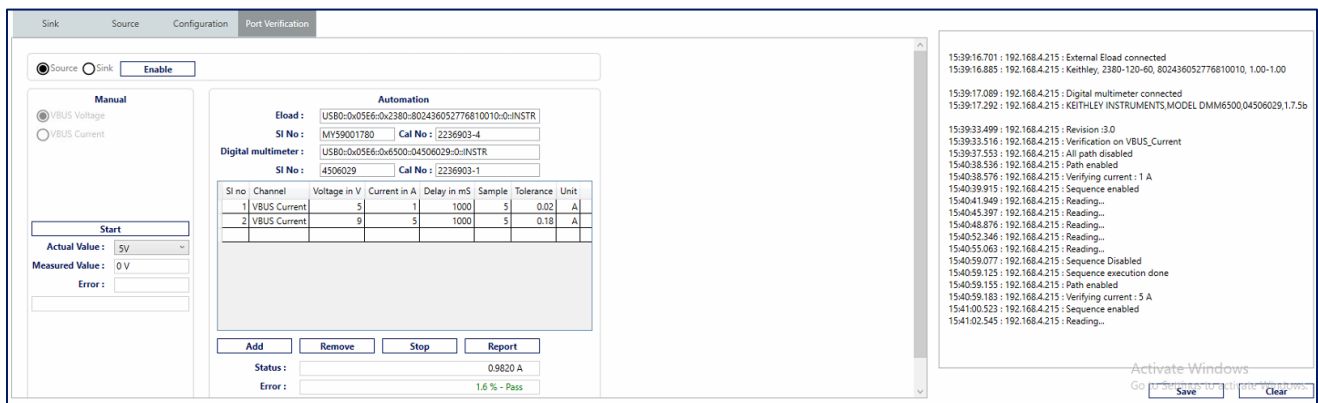 Sink Source Configuration Port Verification
Source Sink Enable
Manual
VBUS Voltage
VBUS Current
Start
Actual Value : 5V
Measured Value : 0 V
Error :
Automation
Eload : USB0::0x05E6::0x2380::802436052776810010::0::INSTR
Sl No : MY59001780 Cal No : 2236903-4
Digital multimeter : USB0::0x05E6::0x6500::04506029::0::INSTR
Sl No : 4506029 Cal No : 2236903-1
Sl no Channel Voltage in V Current in A Delay in mS Sample Tolerance Unit
1 VBUS Current 5 1 1000 5 0.02 A
2 VBUS Current 9 5 1000 5 0.18 A
Add Remove Stop Report
Status : 0.9820 A
Error : 1.6 % - Pass
15:39:16.701 : 192.168.4.215 : External Eload connected
15:39:16.885 : 192.168.4.215 : Keithley, 2380-120-60, 802436052776810010, 1.00-1.00
15:39:17.089 : 192.168.4.215 : Digital multimeter connected
15:39:17.292 : 192.168.4.215 : KEITHLEY INSTRUMENTS,MODEL DMM6500,04506029,1.7.5b
15:39:33.499 : 192.168.4.215 : Revision :3.0
15:39:33.516 : 192.168.4.215 : Verification on VBUS_Current
15:39:37.553 : 192.168.4.215 : All path disabled
15:40:38.536 : 192.168.4.215 : Path enabled
15:40:38.576 : 192.168.4.215 : Verifying current : 1 A
15:40:39.915 : 192.168.4.215 : Sequence enabled
15:40:41.949 : 192.168.4.215 : Reading...
15:40:45.397 : 192.168.4.215 : Reading...
15:40:48.876 : 192.168.4.215 : Reading...
15:40:52.346 : 192.168.4.215 : Reading...
15:40:55.063 : 192.168.4.215 : Reading...
15:40:59.077 : 192.168.4.215 : Sequence Disabled
15:40:59.125 : 192.168.4.215 : Sequence execution done
15:40:59.155 : 192.168.4.215 : Path enabled
15:40:59.183 : 192.168.4.215 : Verifying current : 5 A
15:41:00.523 : 192.168.4.215 : Sequence enabled
15:41:02.545 : 192.168.4.215 : Reading...
Activate Windows
Go to Settings to activate Windows.
Save Clear